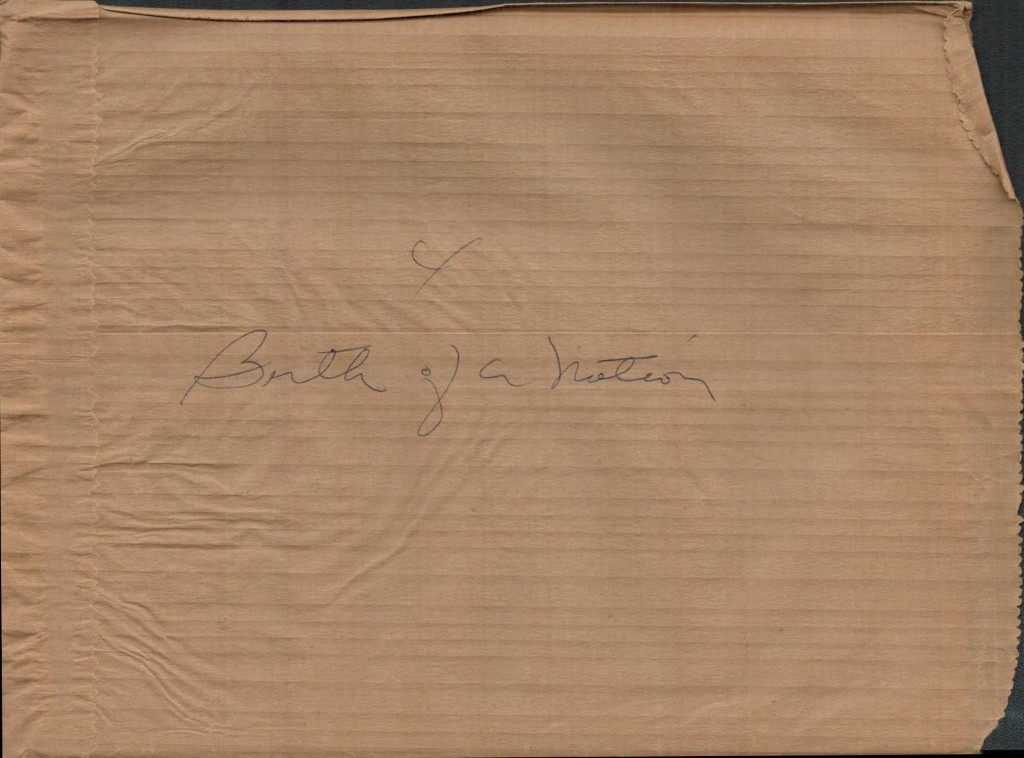 Birth of a Nation